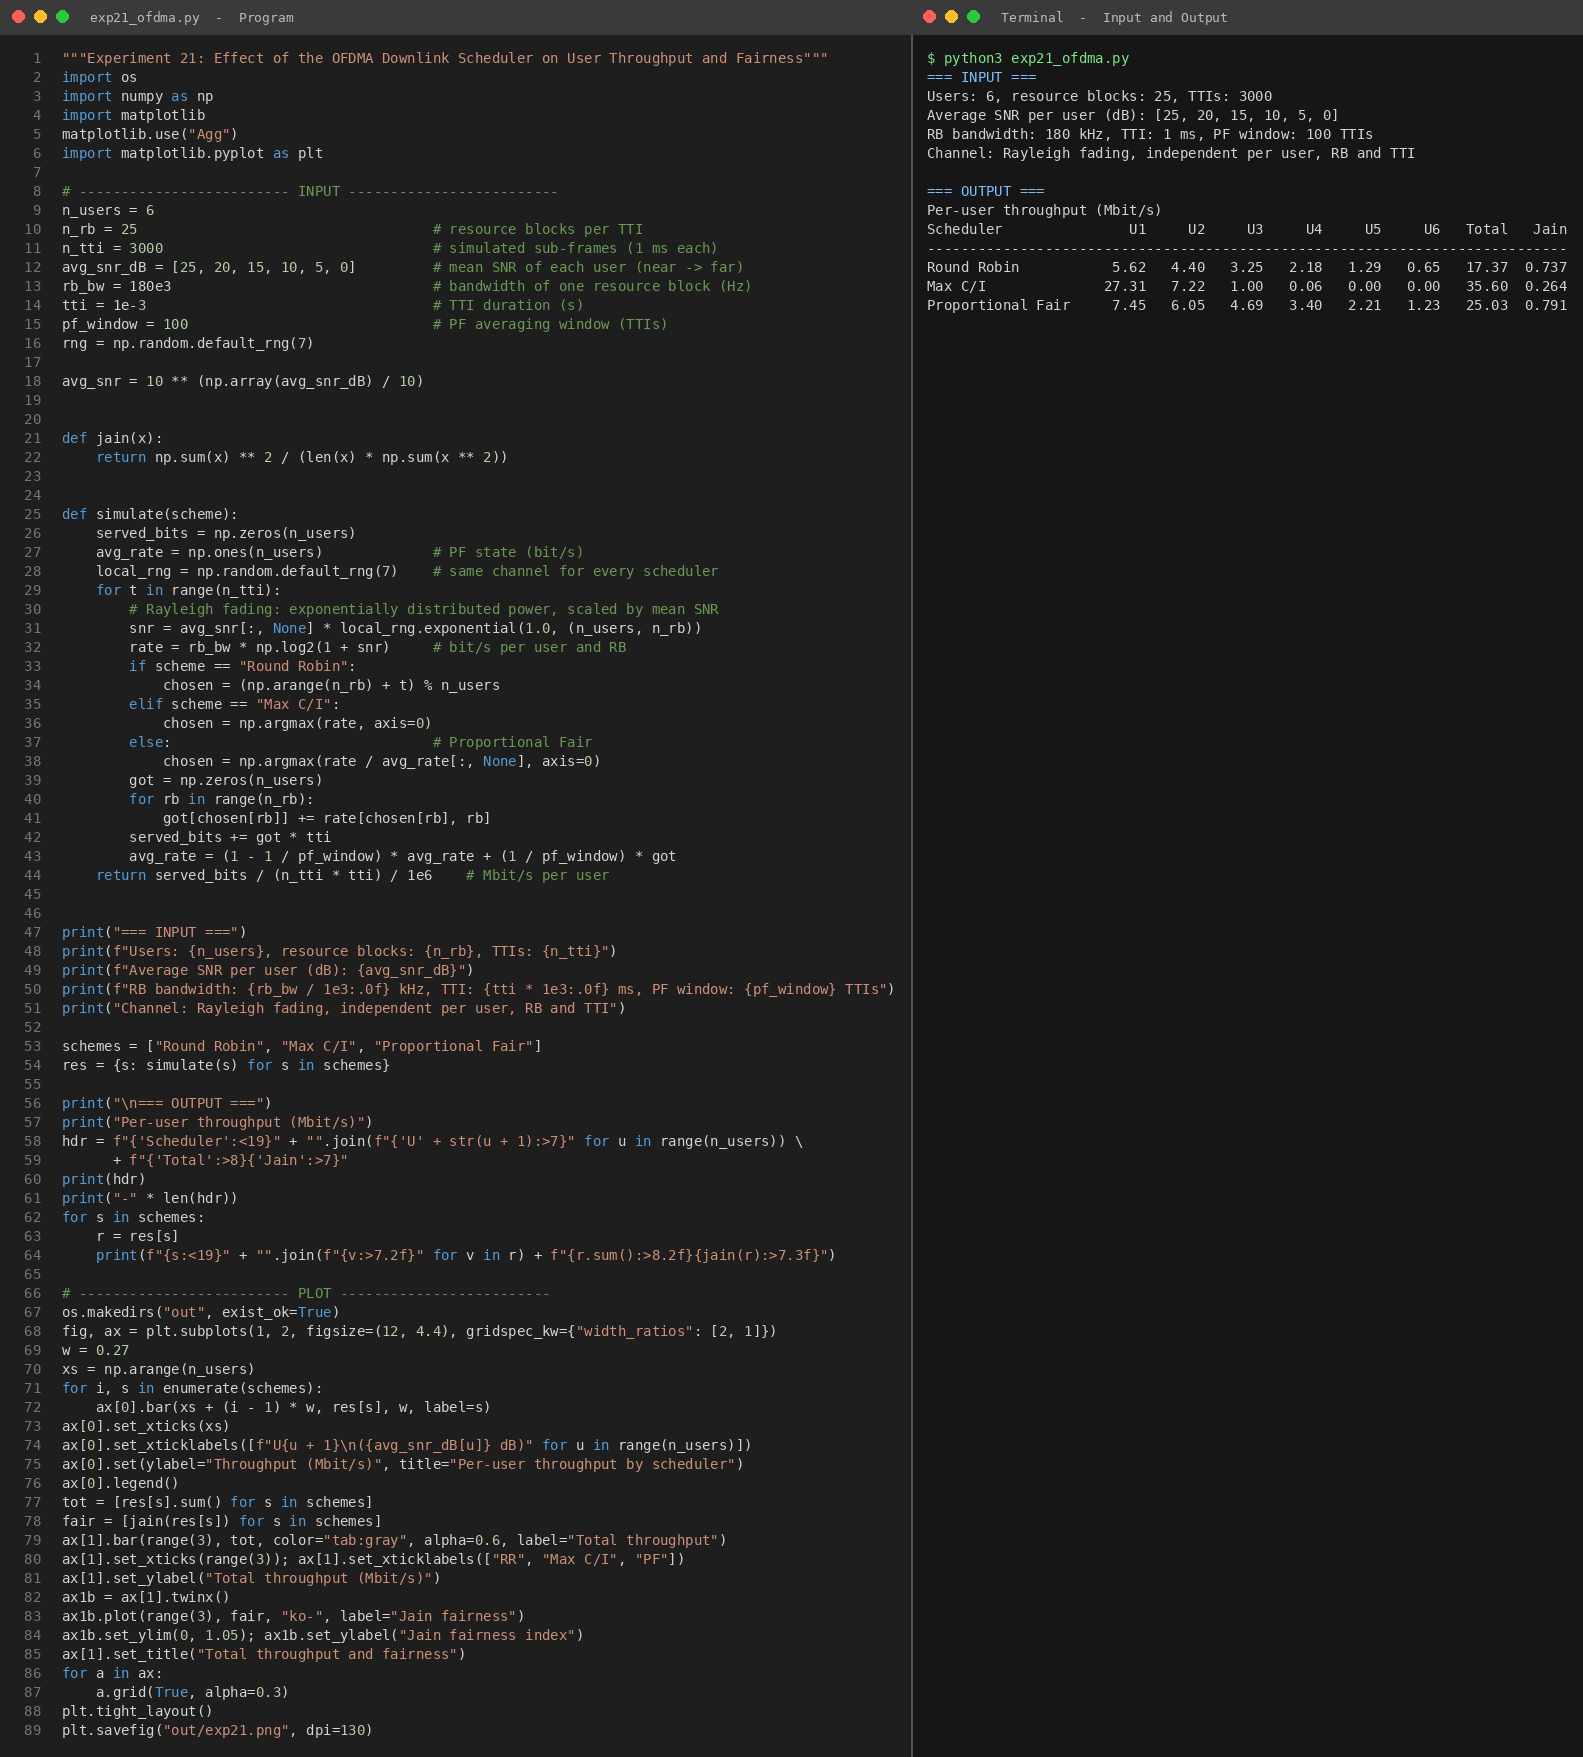 exp21_ofdma.py  -  Program
1 """Experiment 21: Effect of the OFDMA Downlink Scheduler on User Throughput and Fairness"""
2 import os
3 import numpy as np
4 import matplotlib
5 matplotlib.use("Agg")
6 import matplotlib.pyplot as plt
7
8 # ------------------------- INPUT -------------------------
9 n_users = 6
10 n_rb = 25                                   # resource blocks per TTI
11 n_tti = 3000                                # simulated sub-frames (1 ms each)
12 avg_snr_dB = [25, 20, 15, 10, 5, 0]         # mean SNR of each user (near -> far)
13 rb_bw = 180e3                               # bandwidth of one resource block (Hz)
14 tti = 1e-3                                  # TTI duration (s)
15 pf_window = 100                             # PF averaging window (TTIs)
16 rng = np.random.default_rng(7)
17
18 avg_snr = 10 ** (np.array(avg_snr_dB) / 10)
19
20
21 def jain(x):
22     return np.sum(x) ** 2 / (len(x) * np.sum(x ** 2))
23
24
25 def simulate(scheme):
26     served_bits = np.zeros(n_users)
27     avg_rate = np.ones(n_users)             # PF state (bit/s)
28     local_rng = np.random.default_rng(7)    # same channel for every scheduler
29     for t in range(n_tti):
30         # Rayleigh fading: exponentially distributed power, scaled by mean SNR
31         snr = avg_snr[:, None] * local_rng.exponential(1.0, (n_users, n_rb))
32         rate = rb_bw * np.log2(1 + snr)     # bit/s per user and RB
33         if scheme == "Round Robin":
34             chosen = (np.arange(n_rb) + t) % n_users
35         elif scheme == "Max C/I":
36             chosen = np.argmax(rate, axis=0)
37         else:                               # Proportional Fair
38             chosen = np.argmax(rate / avg_rate[:, None], axis=0)
39         got = np.zeros(n_users)
40         for rb in range(n_rb):
41             got[chosen[rb]] += rate[chosen[rb], rb]
42         served_bits += got * tti
43         avg_rate = (1 - 1 / pf_window) * avg_rate + (1 / pf_window) * got
44     return served_bits / (n_tti * tti) / 1e6    # Mbit/s per user
45
46
47 print("=== INPUT ===")
48 print(f"Users: {n_users}, resource blocks: {n_rb}, TTIs: {n_tti}")
49 print(f"Average SNR per user (dB): {avg_snr_dB}")
50 print(f"RB bandwidth: {rb_bw / 1e3:.0f} kHz, TTI: {tti * 1e3:.0f} ms, PF window: {pf_window} TTIs")
51 print("Channel: Rayleigh fading, independent per user, RB and TTI")
52
53 schemes = ["Round Robin", "Max C/I", "Proportional Fair"]
54 res = {s: simulate(s) for s in schemes}
55
56 print("\n=== OUTPUT ===")
57 print("Per-user throughput (Mbit/s)")
58 hdr = f"{'Scheduler':<19}" + "".join(f"{'U' + str(u + 1):>7}" for u in range(n_users)) \
59       + f"{'Total':>8}{'Jain':>7}"
60 print(hdr)
61 print("-" * len(hdr))
62 for s in schemes:
63     r = res[s]
64     print(f"{s:<19}" + "".join(f"{v:>7.2f}" for v in r) + f"{r.sum():>8.2f}{jain(r):>7.3f}")
65
66 # ------------------------- PLOT -------------------------
67 os.makedirs("out", exist_ok=True)
68 fig, ax = plt.subplots(1, 2, figsize=(12, 4.4), gridspec_kw={"width_ratios": [2, 1]})
69 w = 0.27
70 xs = np.arange(n_users)
71 for i, s in enumerate(schemes):
72     ax[0].bar(xs + (i - 1) * w, res[s], w, label=s)
73 ax[0].set_xticks(xs)
74 ax[0].set_xticklabels([f"U{u + 1}\n({avg_snr_dB[u]} dB)" for u in range(n_users)])
75 ax[0].set(ylabel="Throughput (Mbit/s)", title="Per-user throughput by scheduler")
76 ax[0].legend()
77 tot = [res[s].sum() for s in schemes]
78 fair = [jain(res[s]) for s in schemes]
79 ax[1].bar(range(3), tot, color="tab:gray", alpha=0.6, label="Total throughput")
80 ax[1].set_xticks(range(3)); ax[1].set_xticklabels(["RR", "Max C/I", "PF"])
81 ax[1].set_ylabel("Total throughput (Mbit/s)")
82 ax1b = ax[1].twinx()
83 ax1b.plot(range(3), fair, "ko-", label="Jain fairness")
84 ax1b.set_ylim(0, 1.05); ax1b.set_ylabel("Jain fairness index")
85 ax[1].set_title("Total throughput and fairness")
86 for a in ax:
87     a.grid(True, alpha=0.3)
88 plt.tight_layout()
89 plt.savefig("out/exp21.png", dpi=130)
Terminal  -  Input and Output
$ python3 exp21_ofdma.py
=== INPUT ===
Users: 6, resource blocks: 25, TTIs: 3000
Average SNR per user (dB): [25, 20, 15, 10, 5, 0]
RB bandwidth: 180 kHz, TTI: 1 ms, PF window: 100 TTIs
Channel: Rayleigh fading, independent per user, RB and TTI

=== OUTPUT ===
Per-user throughput (Mbit/s)
Scheduler               U1     U2     U3     U4     U5     U6   Total   Jain
----------------------------------------------------------------------------
Round Robin           5.62   4.40   3.25   2.18   1.29   0.65   17.37  0.737
Max C/I              27.31   7.22   1.00   0.06   0.00   0.00   35.60  0.264
Proportional Fair     7.45   6.05   4.69   3.40   2.21   1.23   25.03  0.791